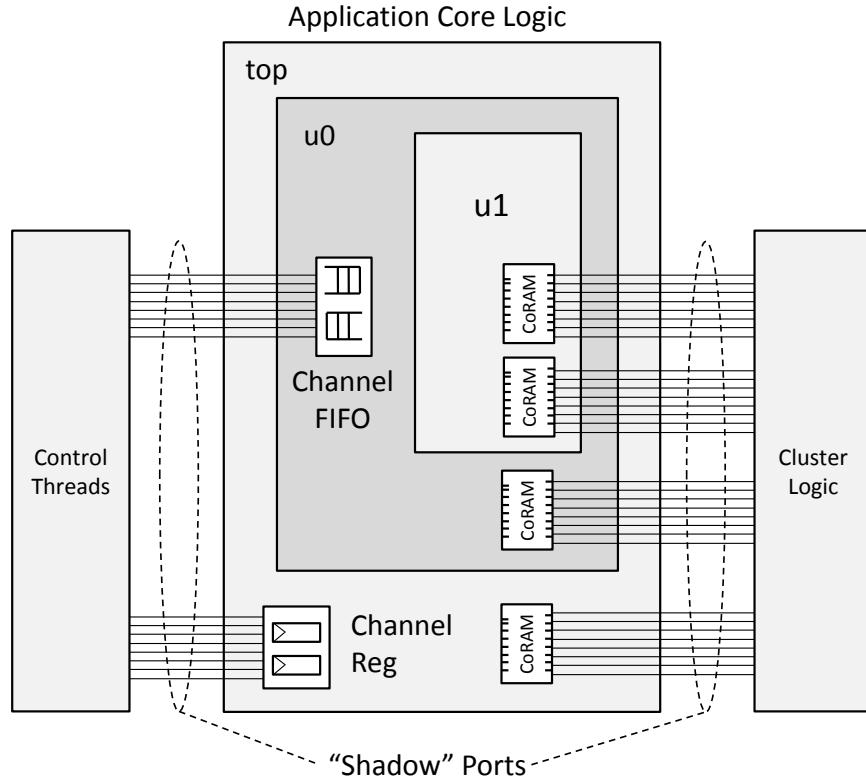 Application Core Logic
top
u0
u1
CoRAM
Channel
FIFO
CoRAM
Control
Threads
Cluster
Logic
CoRAM
Channel
Reg
CoRAM
“Shadow” Ports